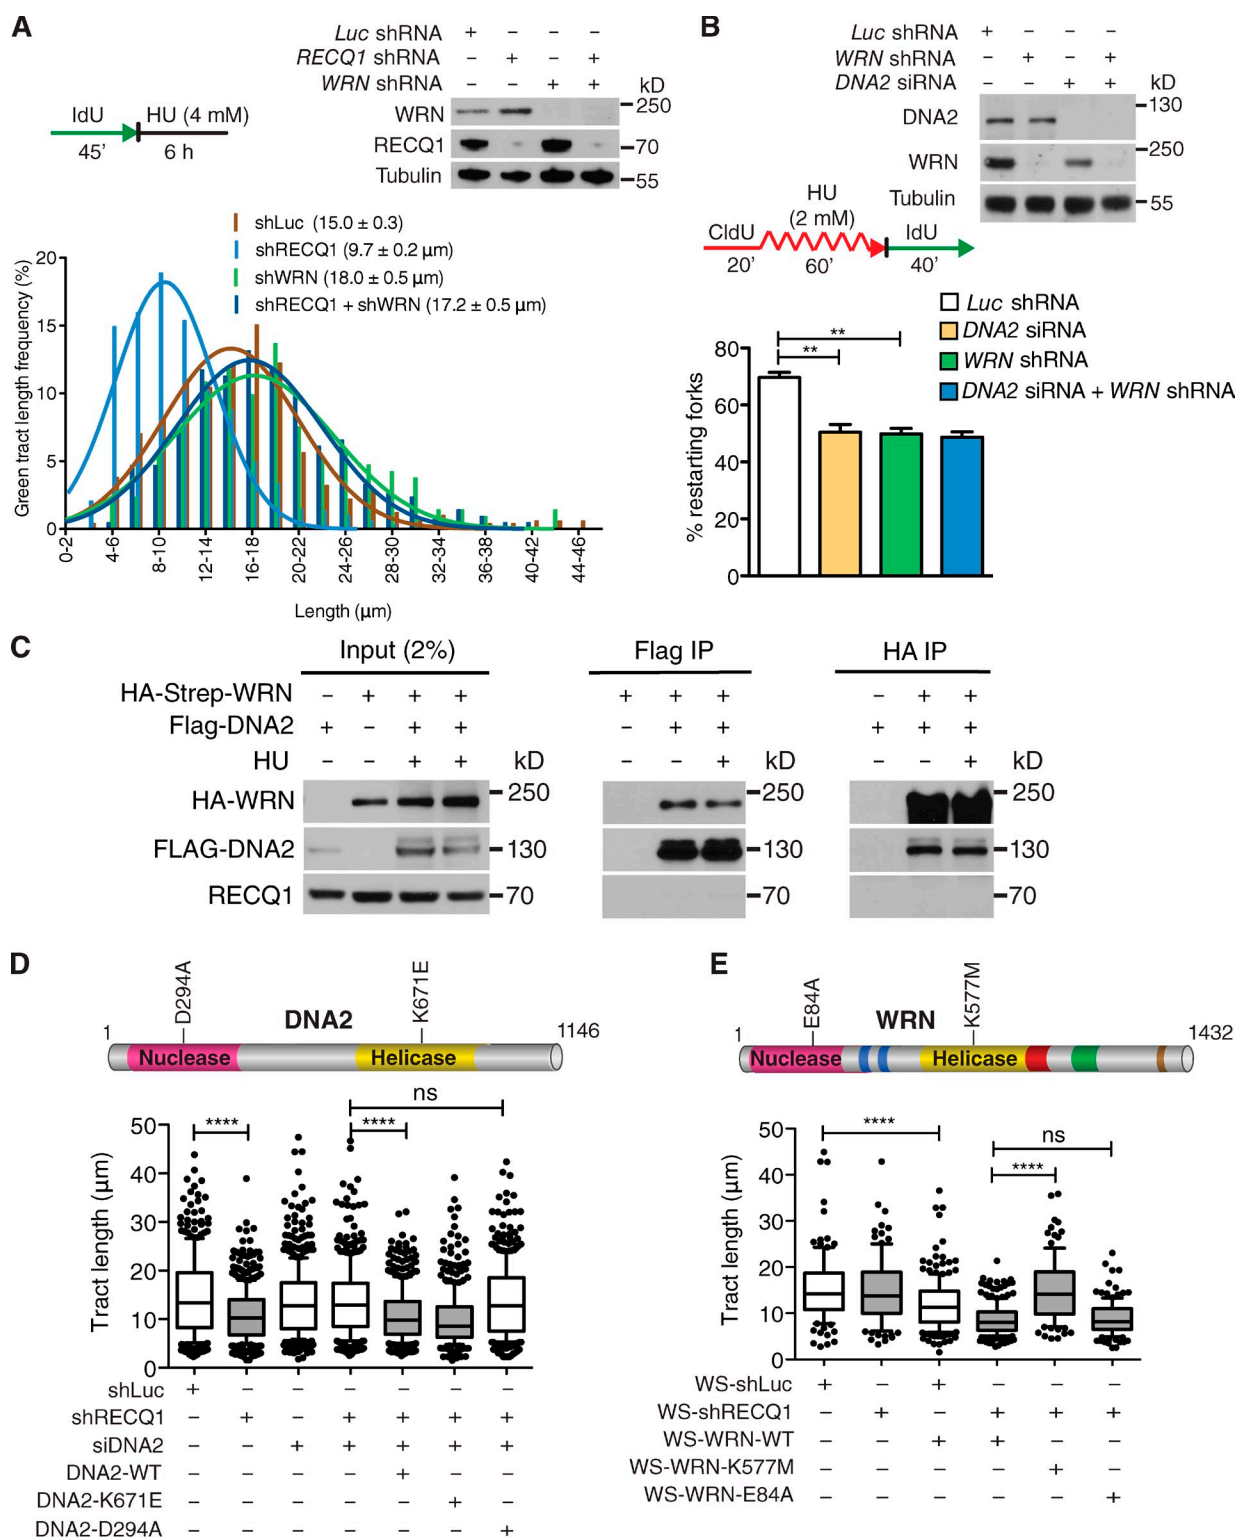 A
Luc shRNA + – – –
RECQ1 shRNA – + – +
WRN shRNA – – + + kD
WRN 250
RECQ1 70
Tubulin 55
IdU HU (4 mM)
45' 6 h
shLuc (15.0 ± 0.3)
shRECQ1 (9.7 ± 0.2 µm)
shWRN (18.0 ± 0.5 µm)
shRECQ1 + shWRN (17.2 ± 0.5 µm)
Green tract length frequency (%)
20
15
10
5
0
0-2 4-6 8-10 12-14 16-18 20-22 24-26 28-30 32-34 36-38 40-42 44-46
Length (µm)
B
Luc shRNA + – – –
WRN shRNA – + – +
DNA2 siRNA – – + + kD
DNA2 130
WRN 250
Tubulin 55
HU
(2 mM)
CldU IdU
20' 60' 40'
Luc shRNA
DNA2 siRNA
WRN shRNA
DNA2 siRNA + WRN shRNA
% restarting forks
80
60
40
20
0
**
**
C
Input (2%) Flag IP HA IP
HA-Strep-WRN – + + + + + + – + +
Flag-DNA2 + – + + – + + + + +
HU – – + + kD – – + kD – – + kD
HA-WRN 250 250 250
FLAG-DNA2 130 130 130
RECQ1 70 70 70
D
D294A K671E
1 DNA2 1146
Nuclease Helicase
ns
**** ****
Tract length (µm)
50
40
30
20
10
0
shLuc + – – – – – –
shRECQ1 – + – + + + +
siDNA2 – – + + + + +
DNA2-WT – – – – + – –
DNA2-K671E – – – – – + –
DNA2-D294A – – – – – – +
E
E84A K577M
1 WRN 1432
Nuclease Helicase
**** ns
****
Tract length (µm)
50
40
30
20
10
0
WS-shLuc + – + – – –
WS-shRECQ1 – + – + + +
WS-WRN-WT – – + + – –
WS-WRN-K577M – – – – + –
WS-WRN-E84A – – – – – +